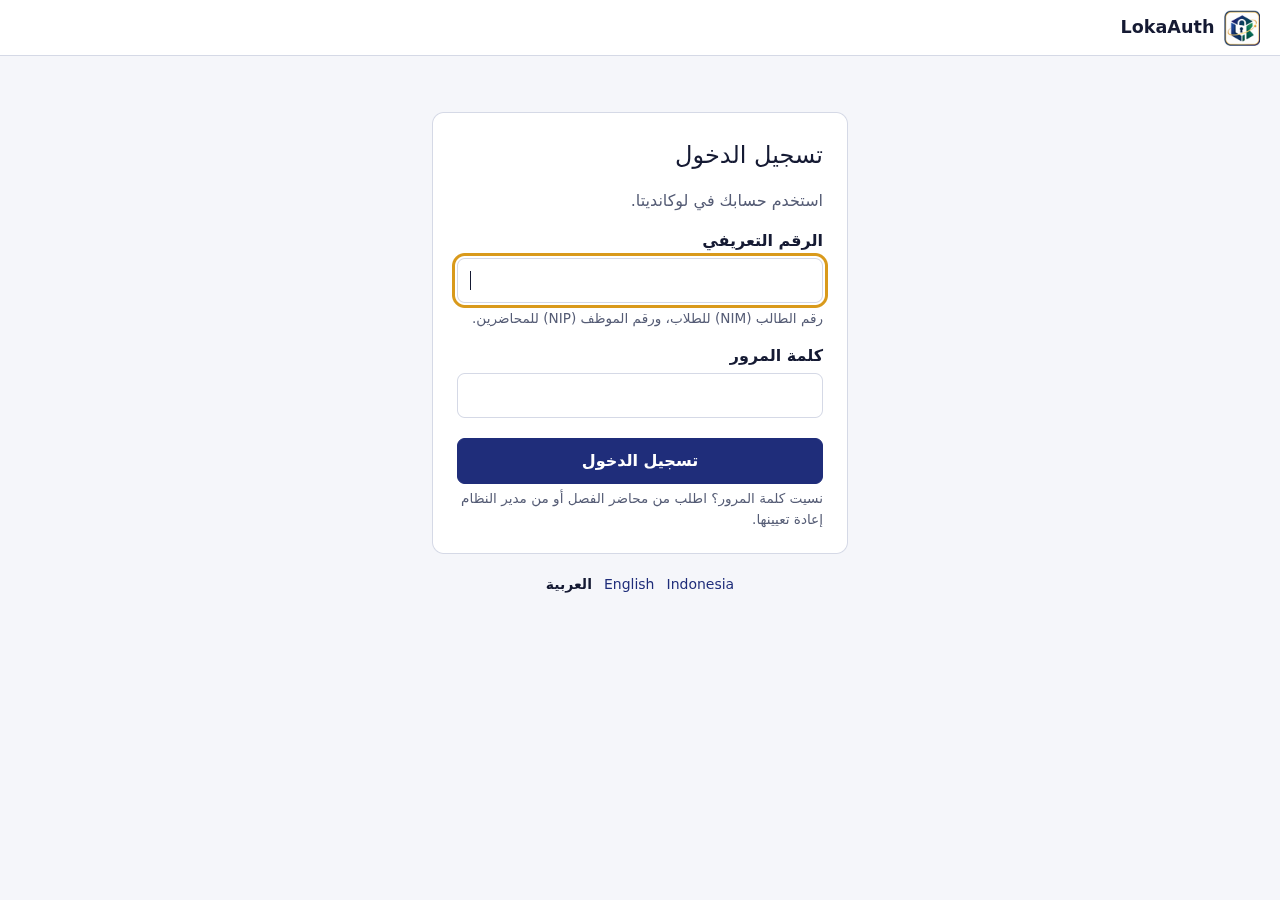 LokaAuth
تسجيل الدخول
استخدم حسابك في لوكانديتا.
الرقم التعريفي
رقم الطالب (NIM) للطلاب، ورقم الموظف (NIP) للمحاضرين.
كلمة المرور
تسجيل الدخول
نسيت كلمة المرور؟ اطلب من محاضر الفصل أو من مدير النظام
إعادة تعيينها.
Indonesia English العربية